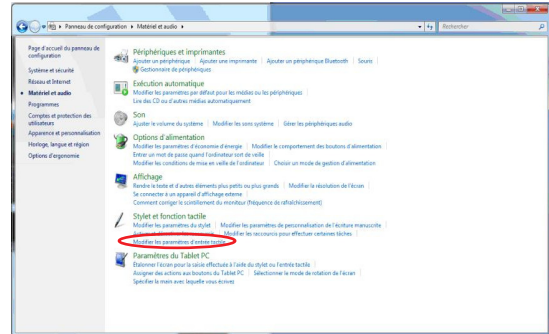 Panneau de configuration ▸ Matériel et audio ▸
Rechercher
Page d'accueil du panneau de configuration
Système et sécurité
Réseau et Internet
Matériel et audio
Programmes
Comptes et protection des utilisateurs
Apparence et personnalisation
Horloge, langue et région
Options d'ergonomie
Périphériques et imprimantes
Ajouter un périphérique | Ajouter une imprimante | Ajouter un périphérique Bluetooth | Souris
Gestionnaire de périphériques
Exécution automatique
Modifier les paramètres par défaut pour les médias ou les périphériques
Lire des CD ou d'autres médias automatiquement
Son
Ajuster le volume du système | Modifier les sons système | Gérer les périphériques audio
Options d'alimentation
Modifier les paramètres d'économie d'énergie | Modifier le comportement des boutons d'alimentation
Entrer un mot de passe quand l'ordinateur sort de veille
Modifier les conditions de mise en veille de l'ordinateur | Choisir un mode de gestion d'alimentation
Affichage
Rendre le texte et d'autres éléments plus petits ou plus grands | Modifier la résolution de l'écran
Se connecter à un appareil d'affichage externe
Comment corriger le scintillement du moniteur (fréquence de rafraîchissement)
Stylet et fonction tactile
Modifier les paramètres du stylet | Modifier les paramètres de personnalisation de l'écriture manuscrite
Modifier les raccourcis pour effectuer certaines tâches
Modifier les paramètres d'entrée tactile
Paramètres du Tablet PC
Étalonner l'écran pour la saisie effectuée à l'aide du stylet ou l'entrée tactile
Assigner des actions aux boutons du Tablet PC | Sélectionner le mode de rotation de l'écran
Spécifier la main avec laquelle vous écrivez